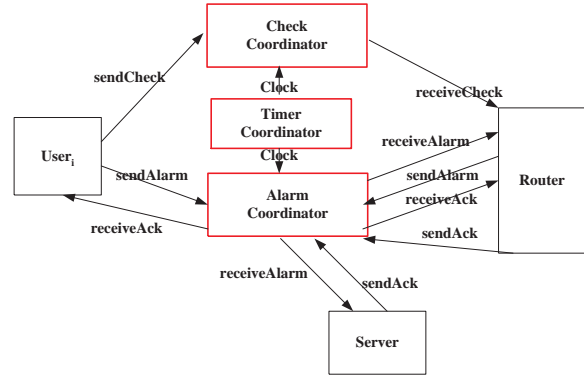 Check
Coordinator
sendCheck
Clock
receiveCheck
Timer
Coordinator
receiveAlarm
User_i
Clock
sendAlarm
sendAlarm
Router
Alarm
Coordinator
receiveAck
receiveAck
sendAck
receiveAlarm
sendAck
Server